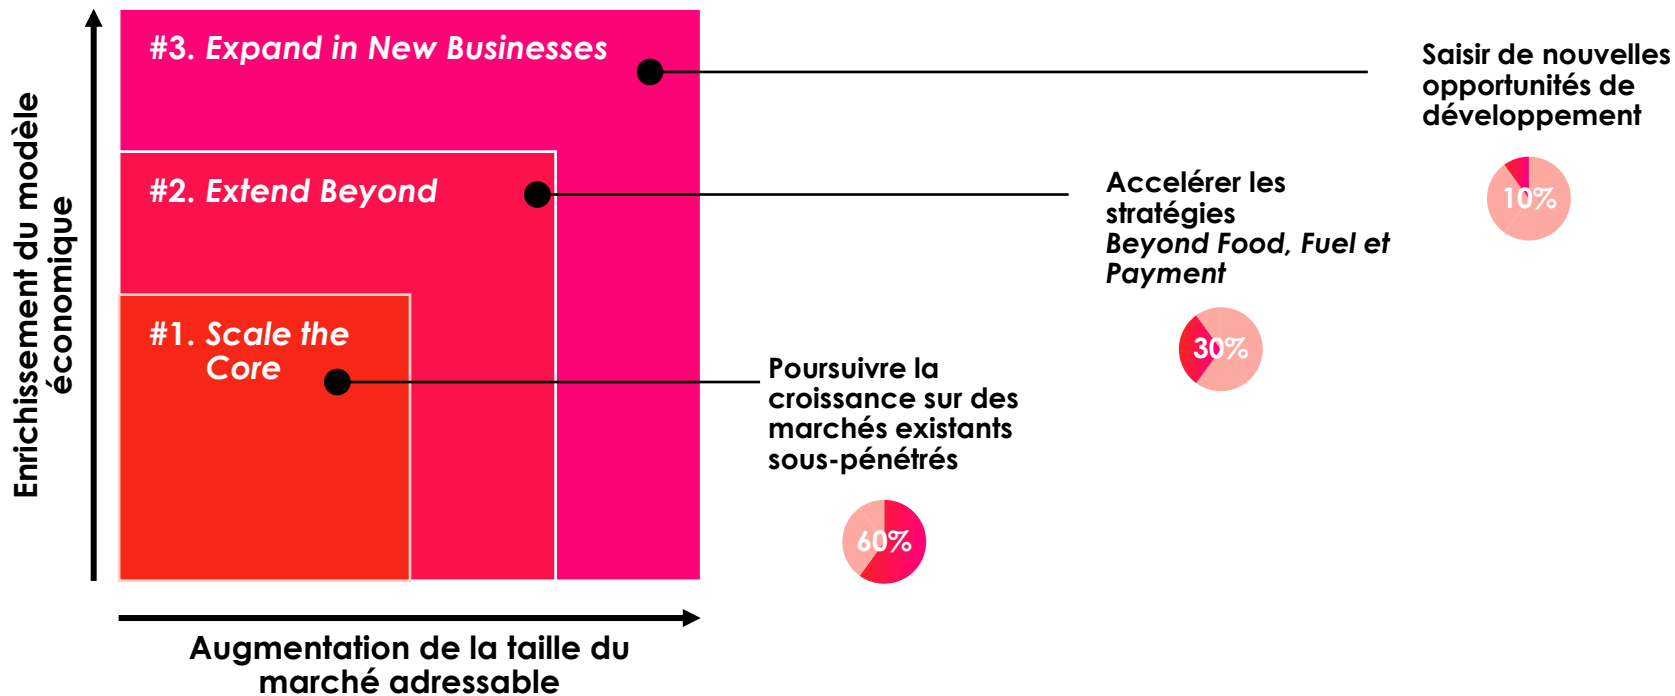 Enrichissement du modèle
économique
#3. Expand in New Businesses
#2. Extend Beyond
#1. Scale the
Core
Augmentation de la taille du
marché adressable
Poursuivre la
croissance sur des
marchés existants
sous-pénétrés
60%
Accelérer les
stratégies
Beyond Food, Fuel et
Payment
30%
Saisir de nouvelles
opportunités de
développement
10%